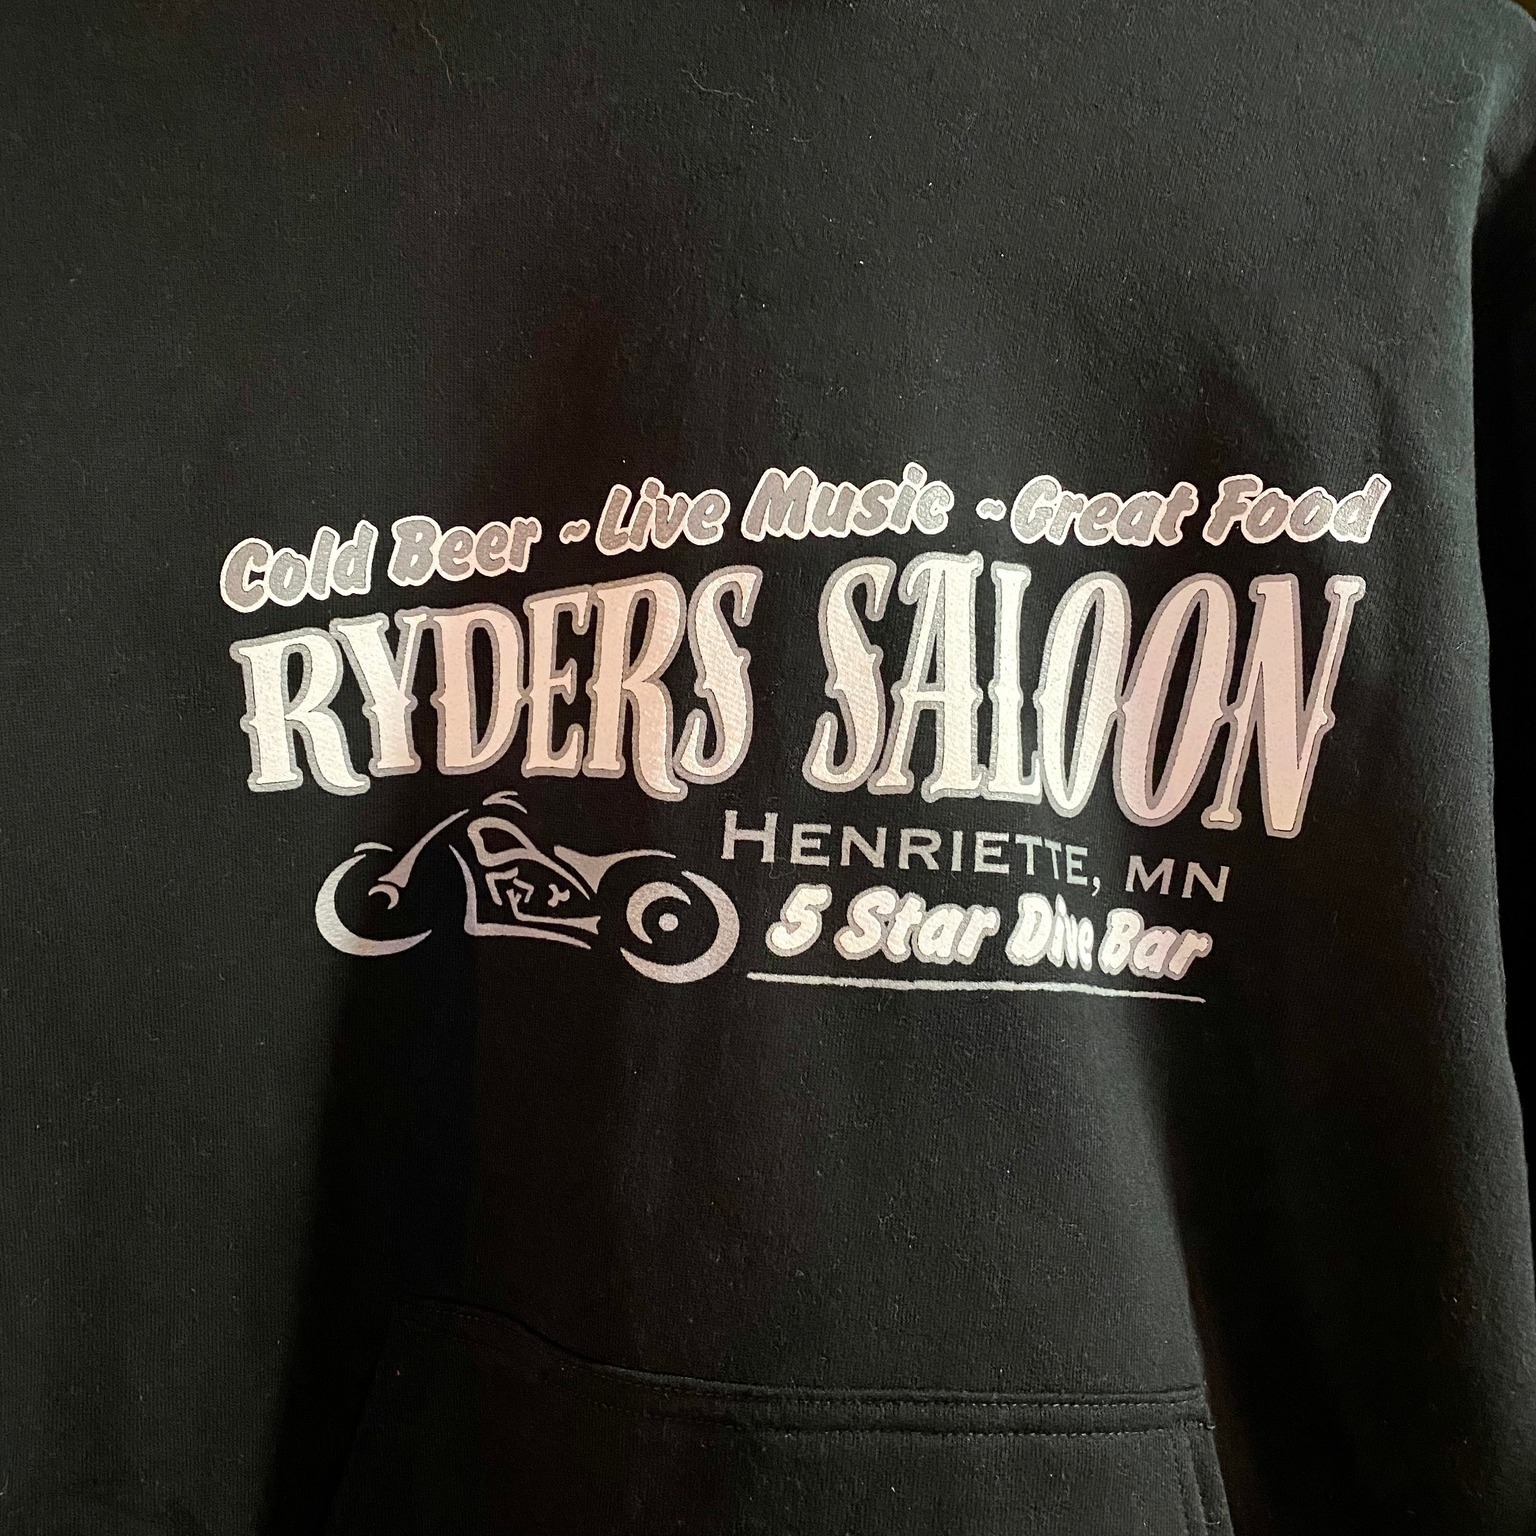 Cold Beer ~ Live Music ~ Great Food
RYDERS SALOON
HENRIETTE, MN
5 Star Dive Bar